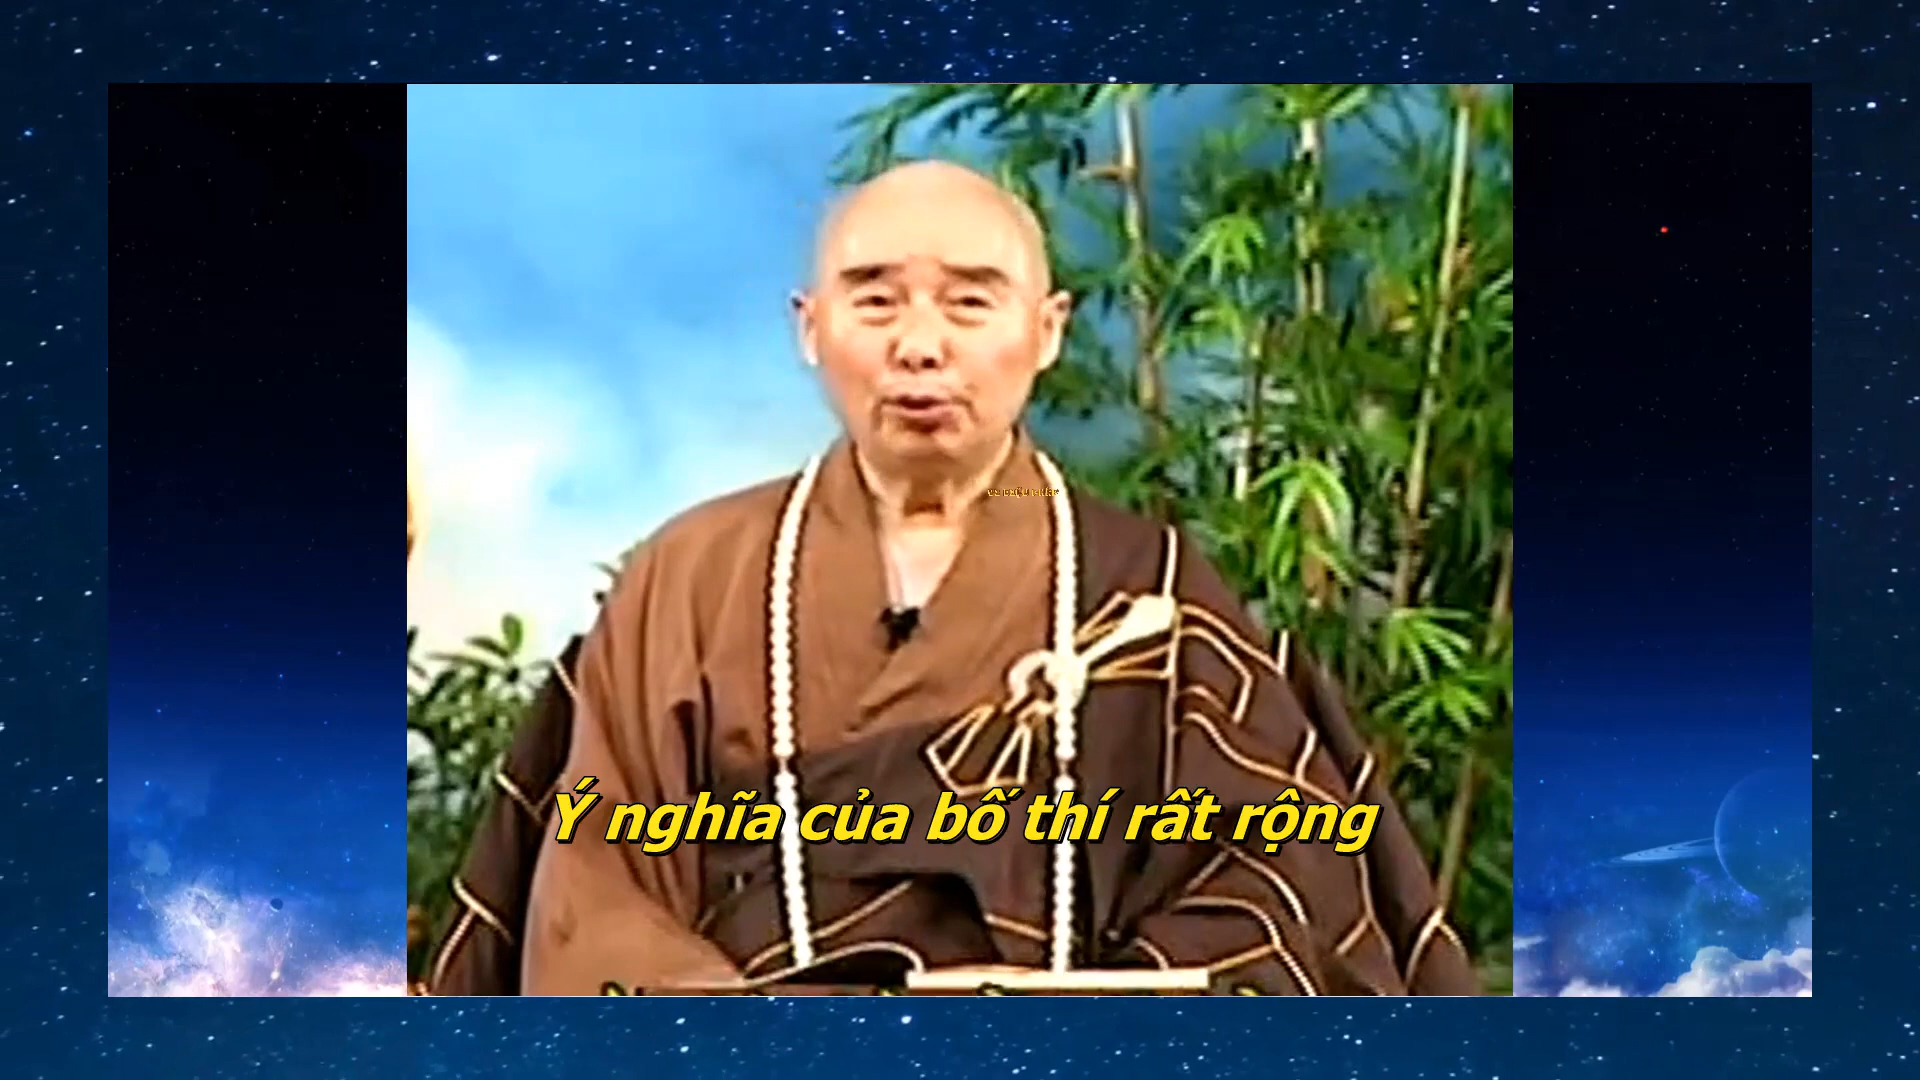 Ý nghĩa của bố thí rất rộng